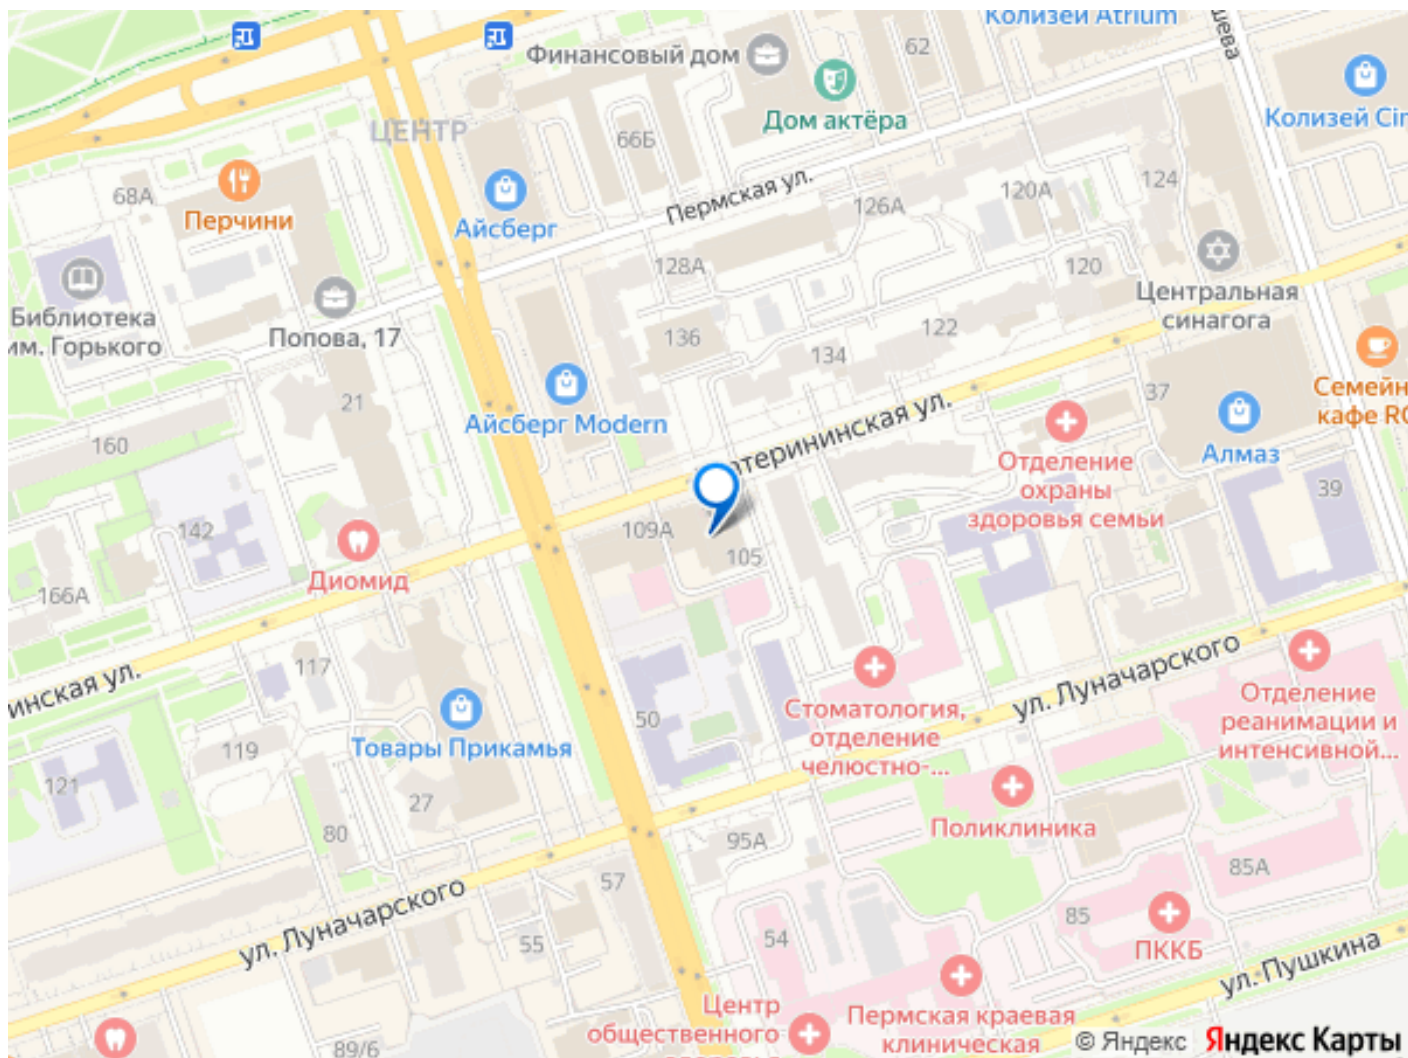 Колизей Atrium
Финансовый дом
62
Дом актёра
Колизей Cin
ЦЕНТР
66Б
68А
Перчини
Айсберг
Пермская ул.
126А
120А
124
Библиотека
им. Горького
Попова, 17
128А
120
Центральная
синагога
136
122
134
21
Айсберг Modern
37
Семейн
кафе RO
160
Екатерининская ул.
Отделение
охраны
здоровья семьи
Алмаз
39
142
109А
105
Диомид
166А
117
инская ул.
119
121
Товары Прикамья
50
Стоматология,
отделение
челюстно-...
ул. Луначарского
Отделение
реанимации и
интенсивной...
27
80
95А
Поликлиника
85А
57
ул. Луначарского
55
54
85
ПККБ
ул. Пушкина
Центр
общественного
Пермская краевая
клиническая
89/6
© Яндекс Яндекс Карты